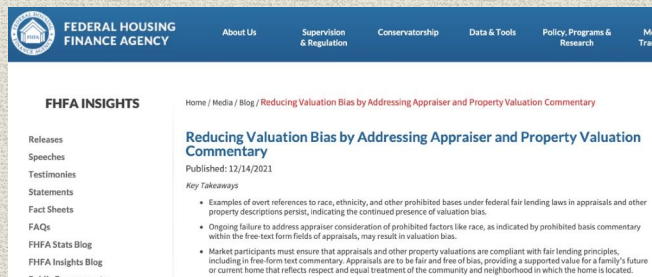 FEDERAL HOUSING
FINANCE AGENCY
About Us
Supervision
& Regulation
Conservatorship
Data & Tools
Policy, Programs &
Research
FHFA INSIGHTS
Releases
Speeches
Testimonies
Statements
Fact Sheets
FAQs
FHFA Stats Blog
FHFA Insights Blog
Home / Media / Blog / Reducing Valuation Bias by Addressing Appraiser and Property Valuation Commentary
Reducing Valuation Bias by Addressing Appraiser and Property Valuation
Commentary
Published: 12/14/2021
Key Takeaways
• Examples of overt references to race, ethnicity, and other prohibited bases under federal fair lending laws in appraisals and other
property descriptions persist, indicating the continued presence of valuation bias.
• Ongoing failure to address appraiser consideration of prohibited factors like race, as indicated by prohibited basis commentary
within the free-text form fields of appraisals, may result in valuation bias.
• Market participants must ensure that appraisals and other property valuations are compliant with fair lending principles,
including in free-form text commentary. Appraisals are to be fair and free of bias, providing a supported value for a family's future
or current home that reflects respect and equal treatment of the community and neighborhood in which the home is located.